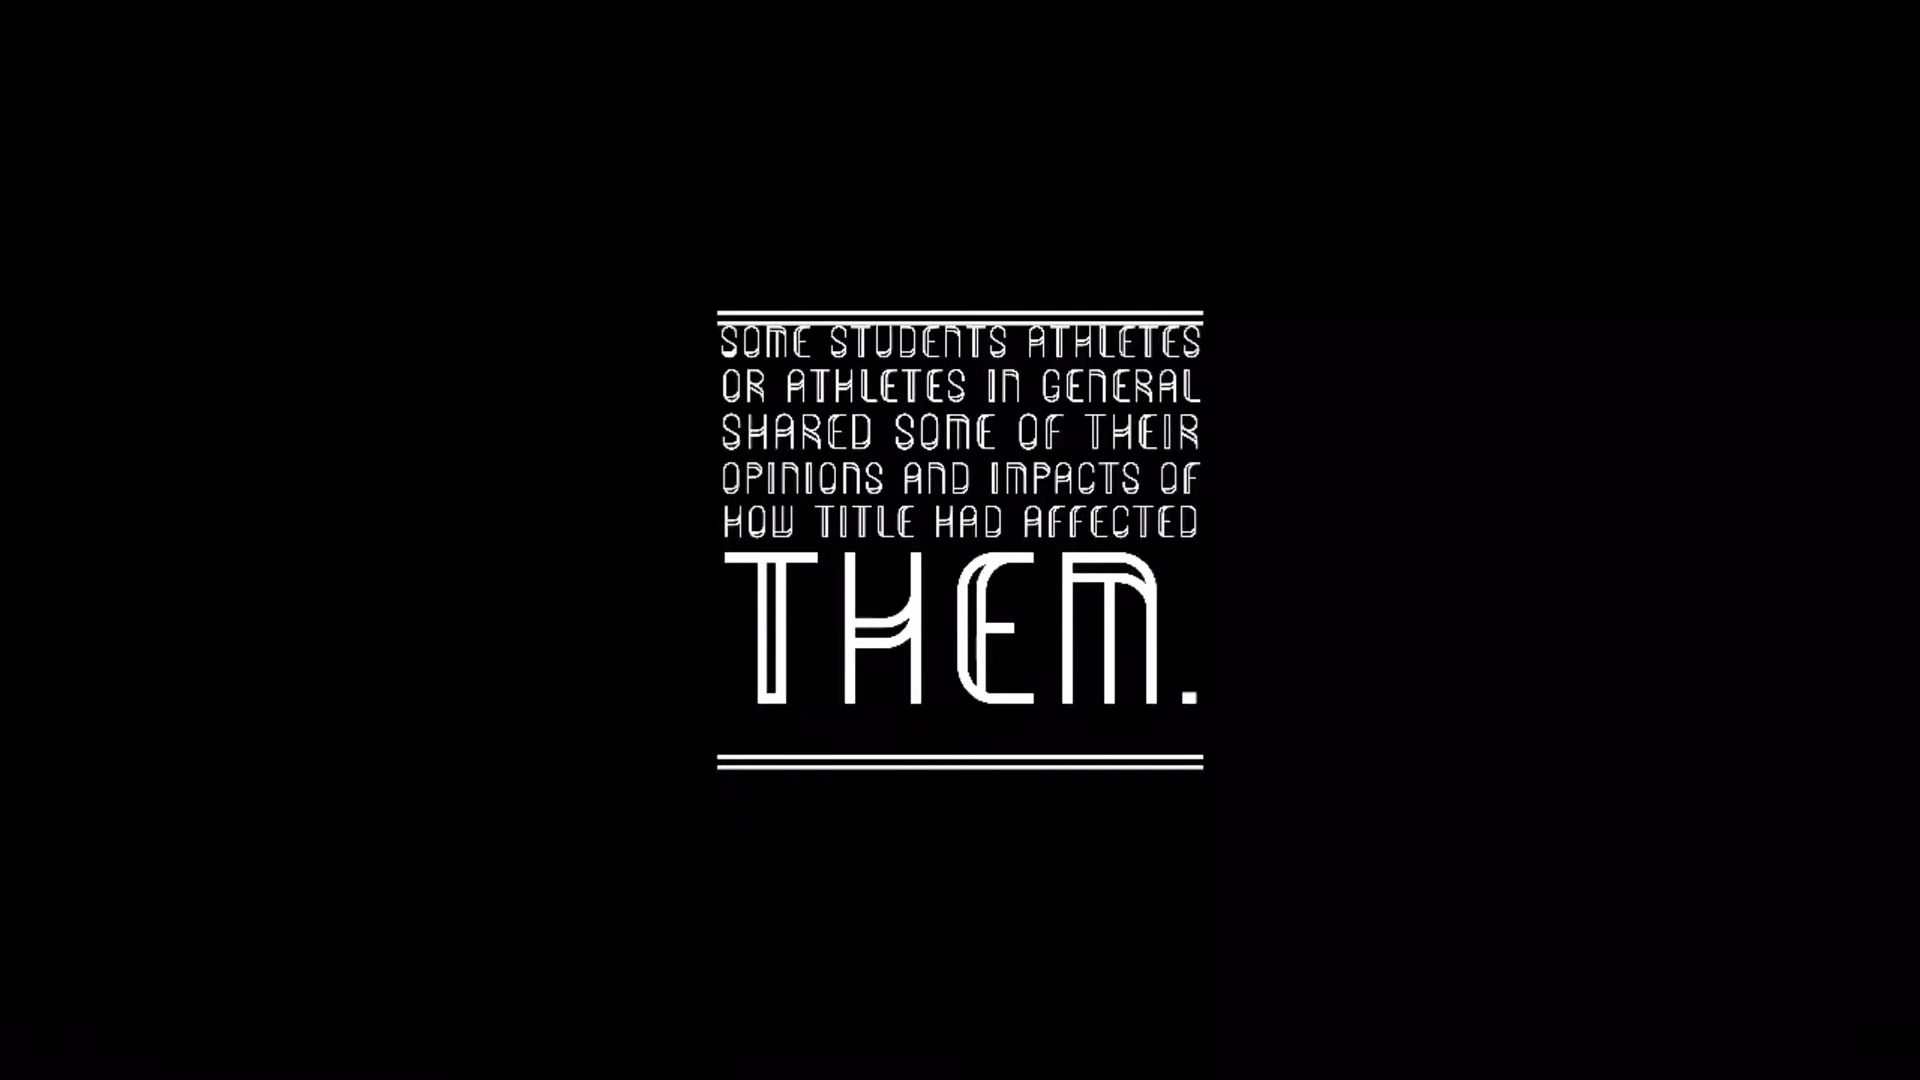 SOME STUDENTS ATHLETES
OR ATHLETES IN GENERAL
SHARED SOME OF THEIR
OPINIONS AND IMPACTS OF
HOW TITLE HAD AFFECTED
THEM.